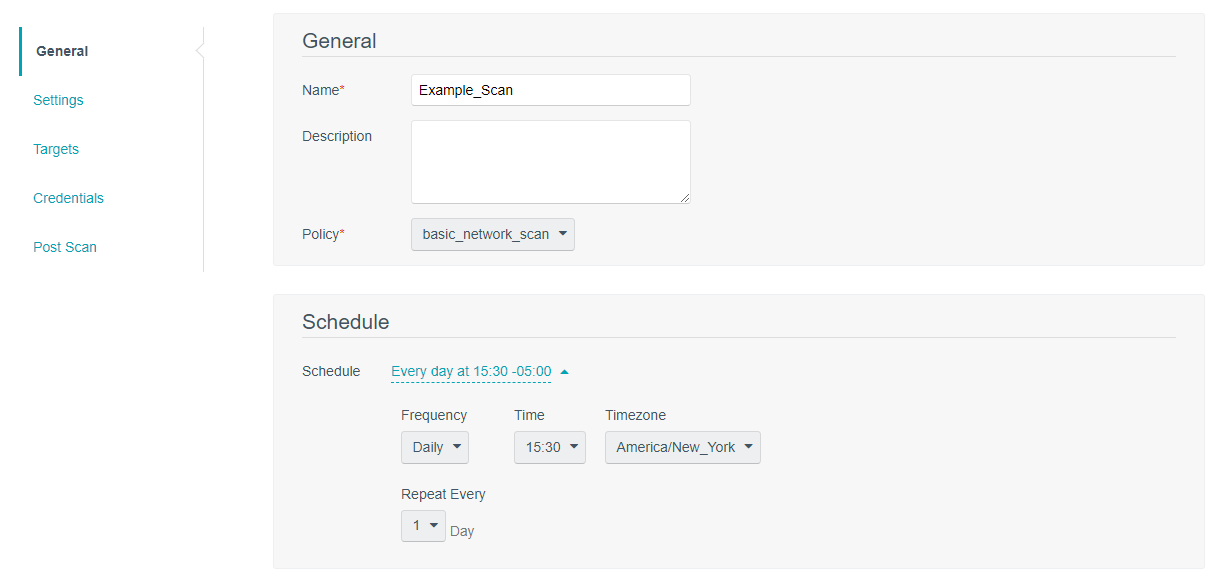 General
Settings
Targets
Credentials
Post Scan
General
Name*
Example_Scan
Description
Policy*
basic_network_scan
Schedule
Schedule
Every day at 15:30 -05:00
Frequency Time Timezone
Daily 15:30 America/New_York
Repeat Every
1 Day